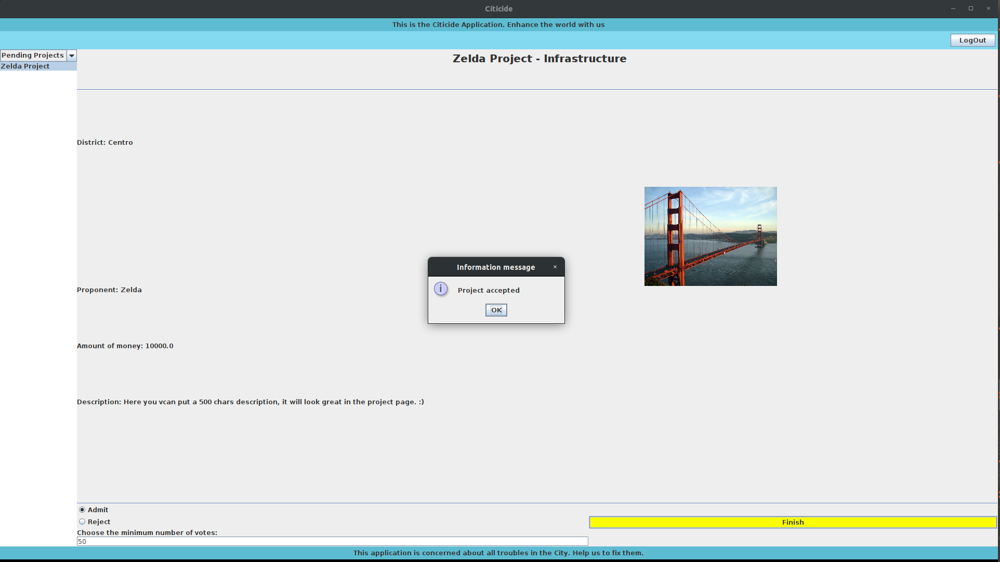 Citicide
This is the Citicide Application. Enhance the world with us
LogOut
Pending Projects
Zelda Project
Zelda Project - Infrastructure
District: Centro
Information message
Project accepted
OK
Proponent: Zelda
Amount of money: 10000.0
Description: Here you vcan put a 500 chars description, it will look great in the project page. :)
Admit
Reject
Finish
Choose the minimum number of votes:
50
This application is concerned about all troubles in the City. Help us to fix them.